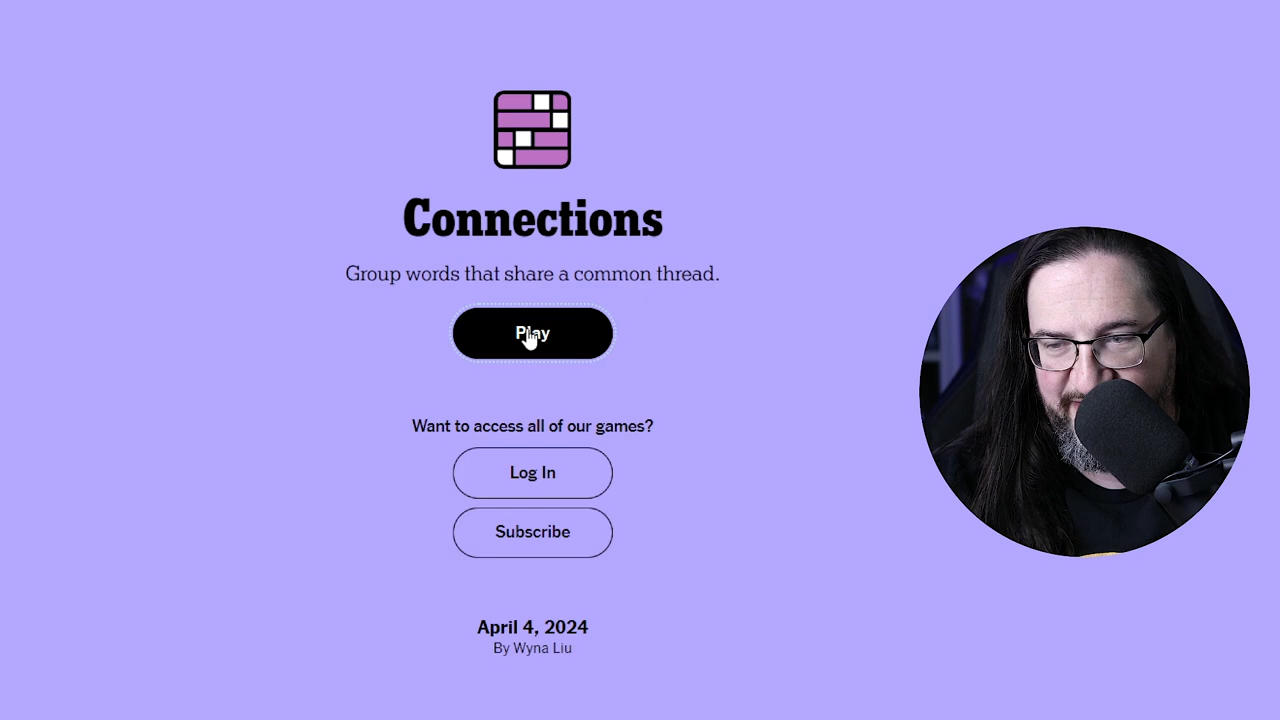 Connections
Group words that share a common thread.
Play
Want to access all of our games?
Log In
Subscribe
April 4, 2024
By Wyna Liu